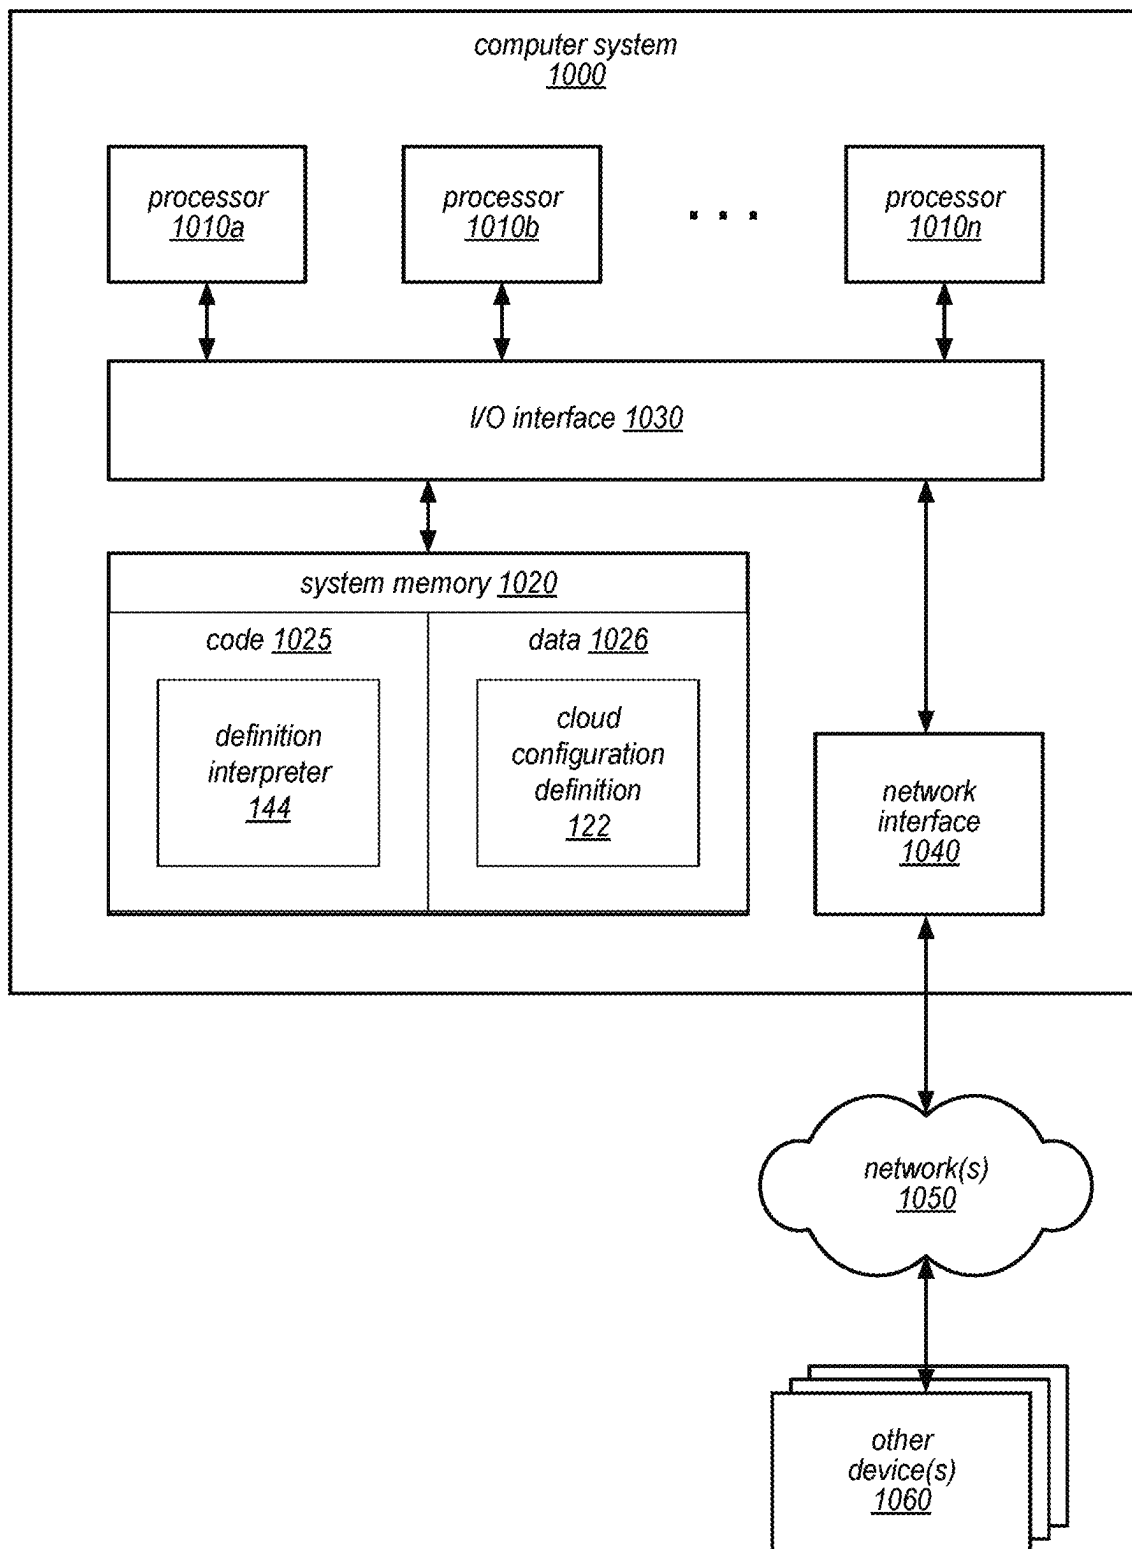 computer system
1000
processor
1010a
processor
1010b
. . .
processor
1010n
I/O interface 1030
system memory 1020
code 1025
data 1026
definition
interpreter
144
cloud
configuration
definition
122
network
interface
1040
network(s)
1050
other
device(s)
1060